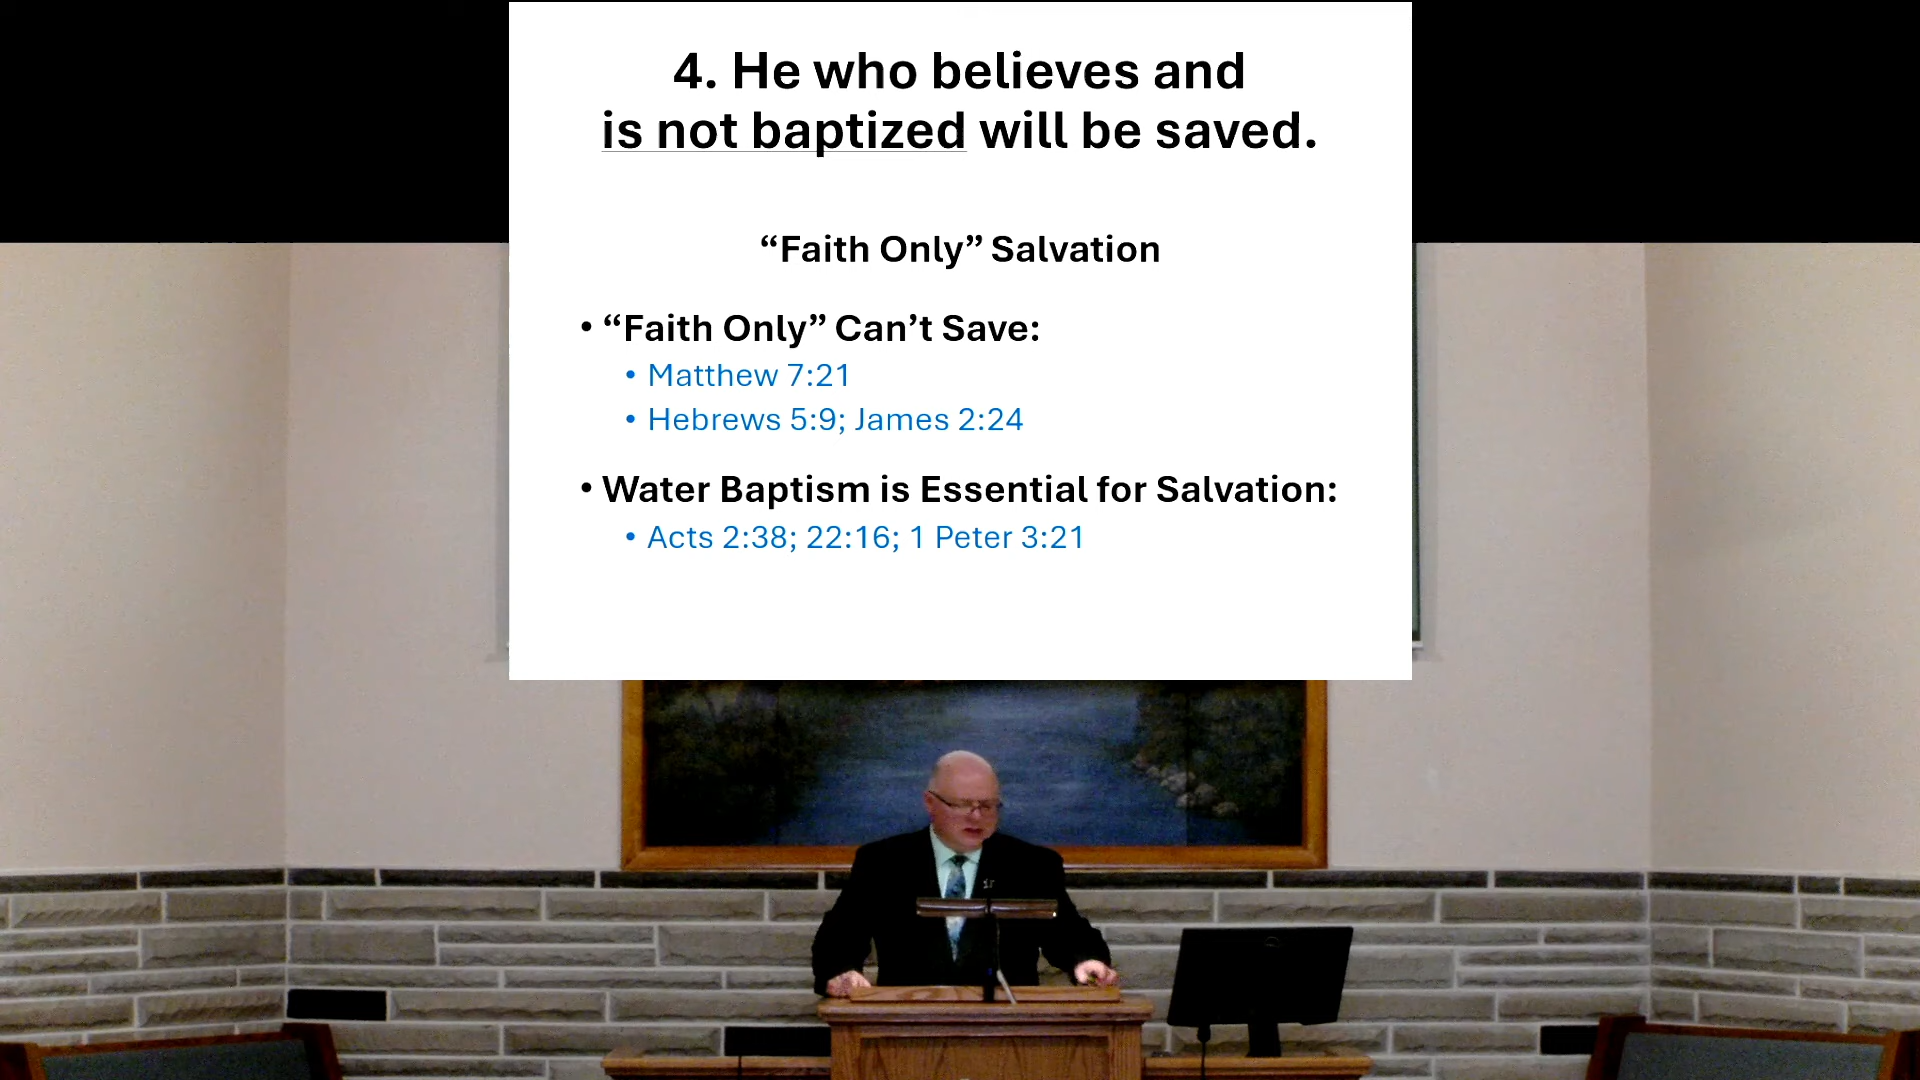 4. He who believes and
is not baptized will be saved.
“Faith Only” Salvation
• “Faith Only” Can’t Save:
• Matthew 7:21
• Hebrews 5:9; James 2:24
• Water Baptism is Essential for Salvation:
• Acts 2:38; 22:16; 1 Peter 3:21